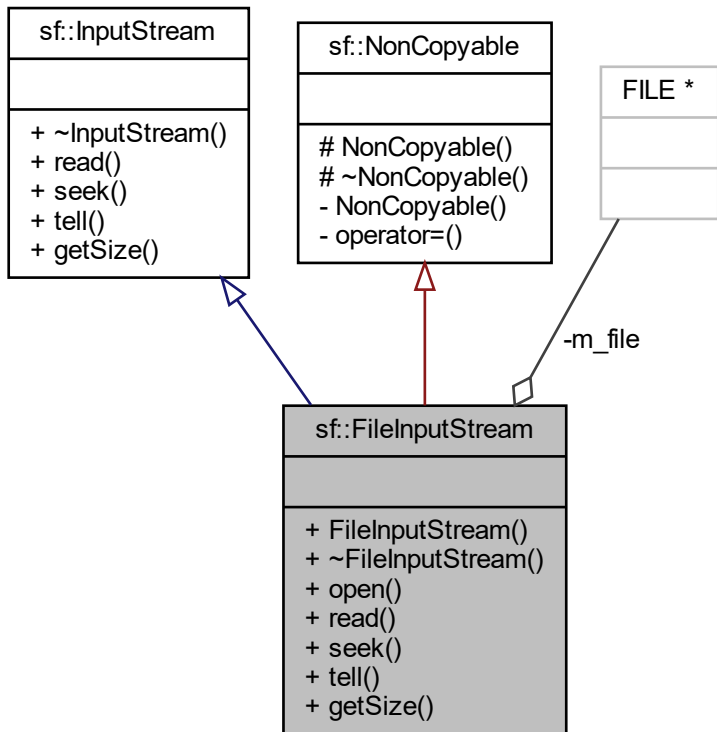 sf::InputStream
+ ~InputStream()
+ read()
+ seek()
+ tell()
+ getSize()
sf::NonCopyable
# NonCopyable()
# ~NonCopyable()
- NonCopyable()
- operator=()
FILE *
-m_file
sf::FileInputStream
+ FileInputStream()
+ ~FileInputStream()
+ open()
+ read()
+ seek()
+ tell()
+ getSize()